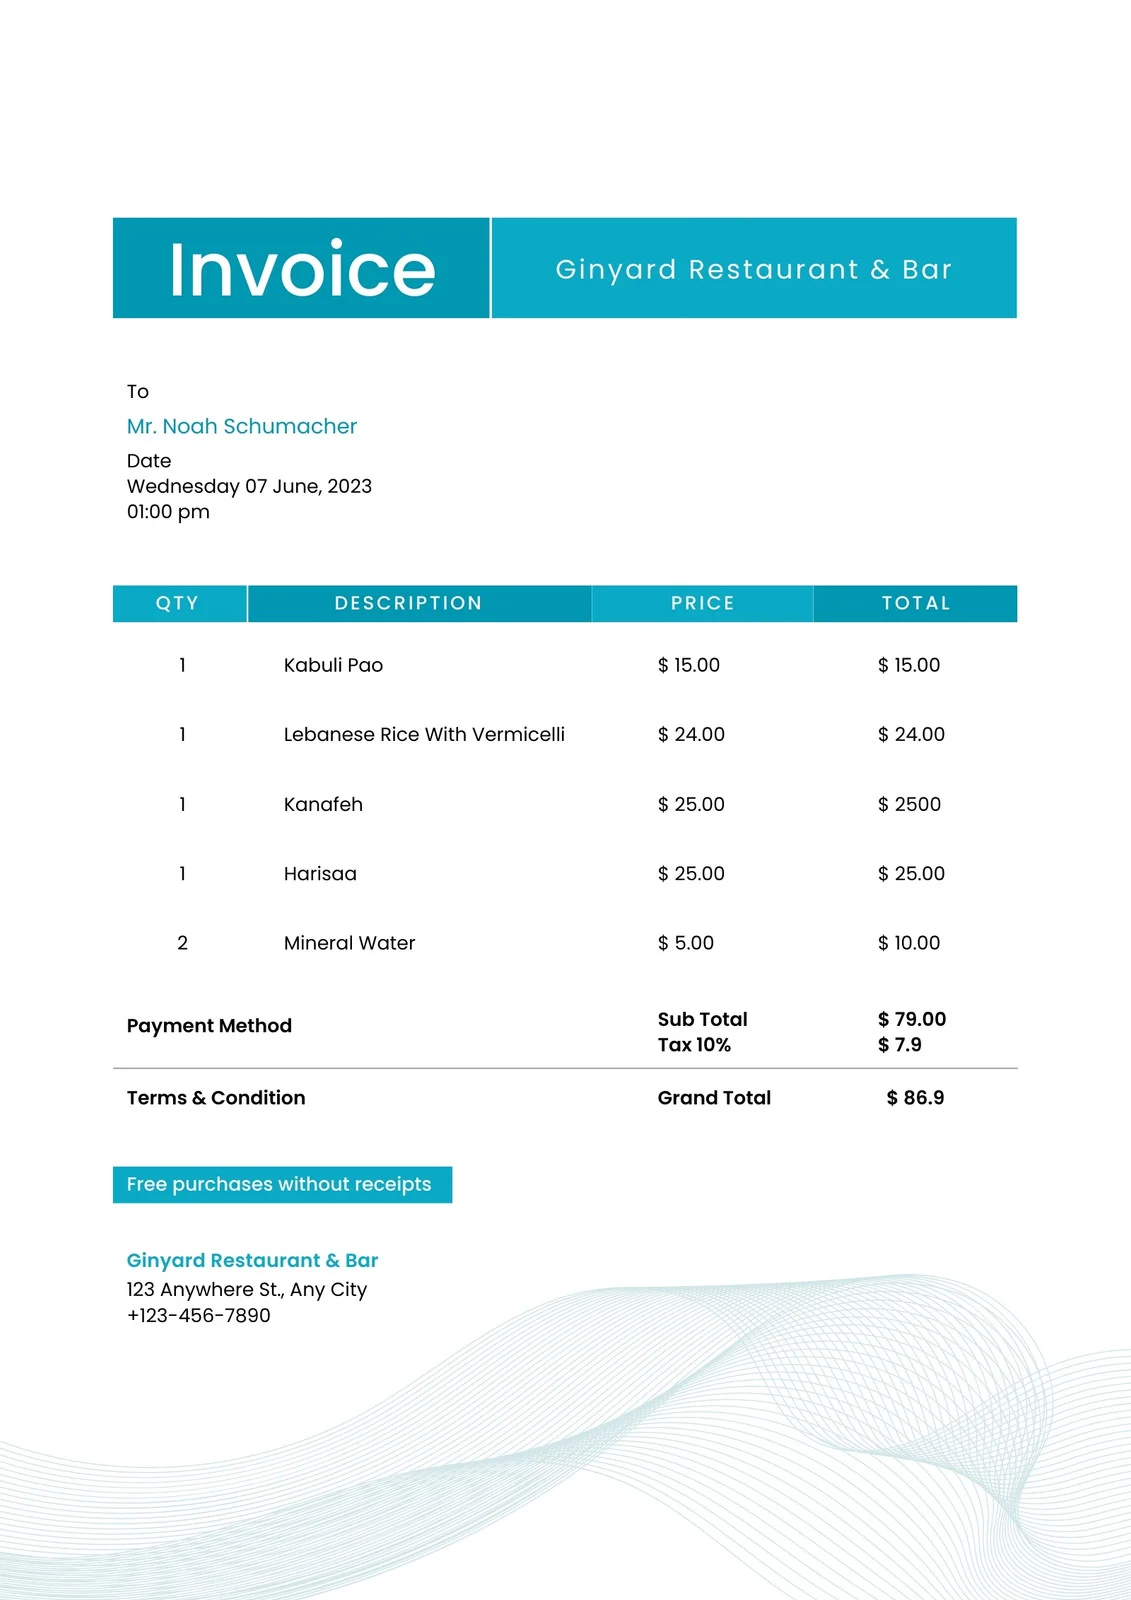 Invoice
Ginyard Restaurant & Bar
To
Mr. Noah Schumacher
Date
Wednesday 07 June, 2023
01:00 pm
QTY DESCRIPTION PRICE TOTAL
1 Kabuli Pao $ 15.00 $ 15.00
1 Lebanese Rice With Vermicelli $ 24.00 $ 24.00
1 Kanafeh $ 25.00 $ 2500
1 Harisaa $ 25.00 $ 25.00
2 Mineral Water $ 5.00 $ 10.00
Payment Method
Sub Total $ 79.00
Tax 10% $ 7.9
Terms & Condition
Grand Total $ 86.9
Free purchases without receipts
Ginyard Restaurant & Bar
123 Anywhere St., Any City
+123-456-7890